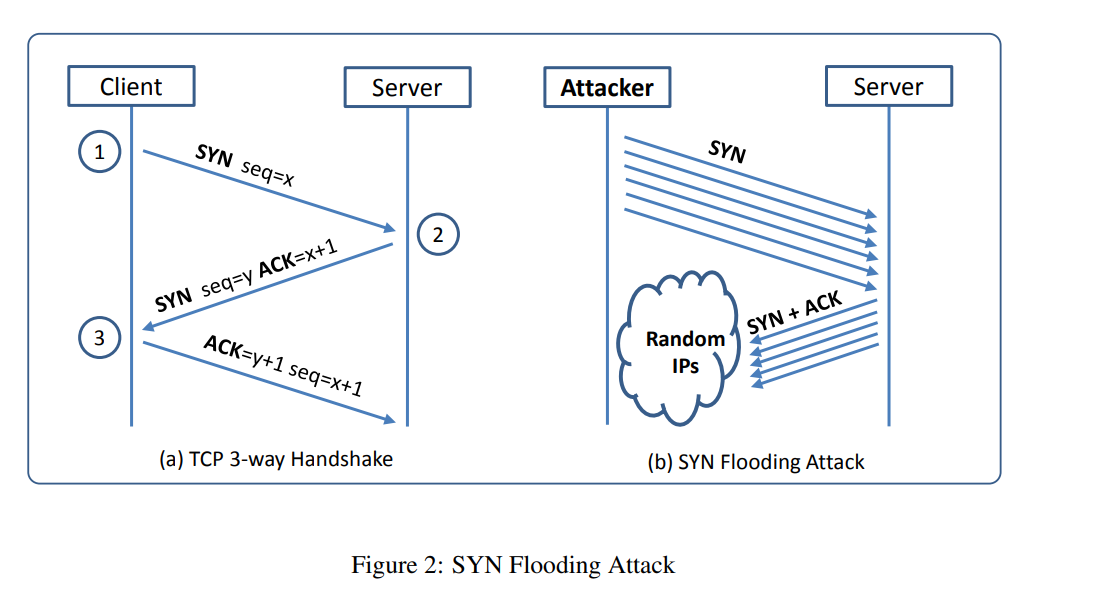 Client
Server
1
SYN seq=x
2
SYN seq=y ACK=x+1
3
ACK=y+1 seq=x+1
(a) TCP 3-way Handshake
Attacker
Server
SYN
SYN + ACK
Random
IPs
(b) SYN Flooding Attack
Figure 2: SYN Flooding Attack